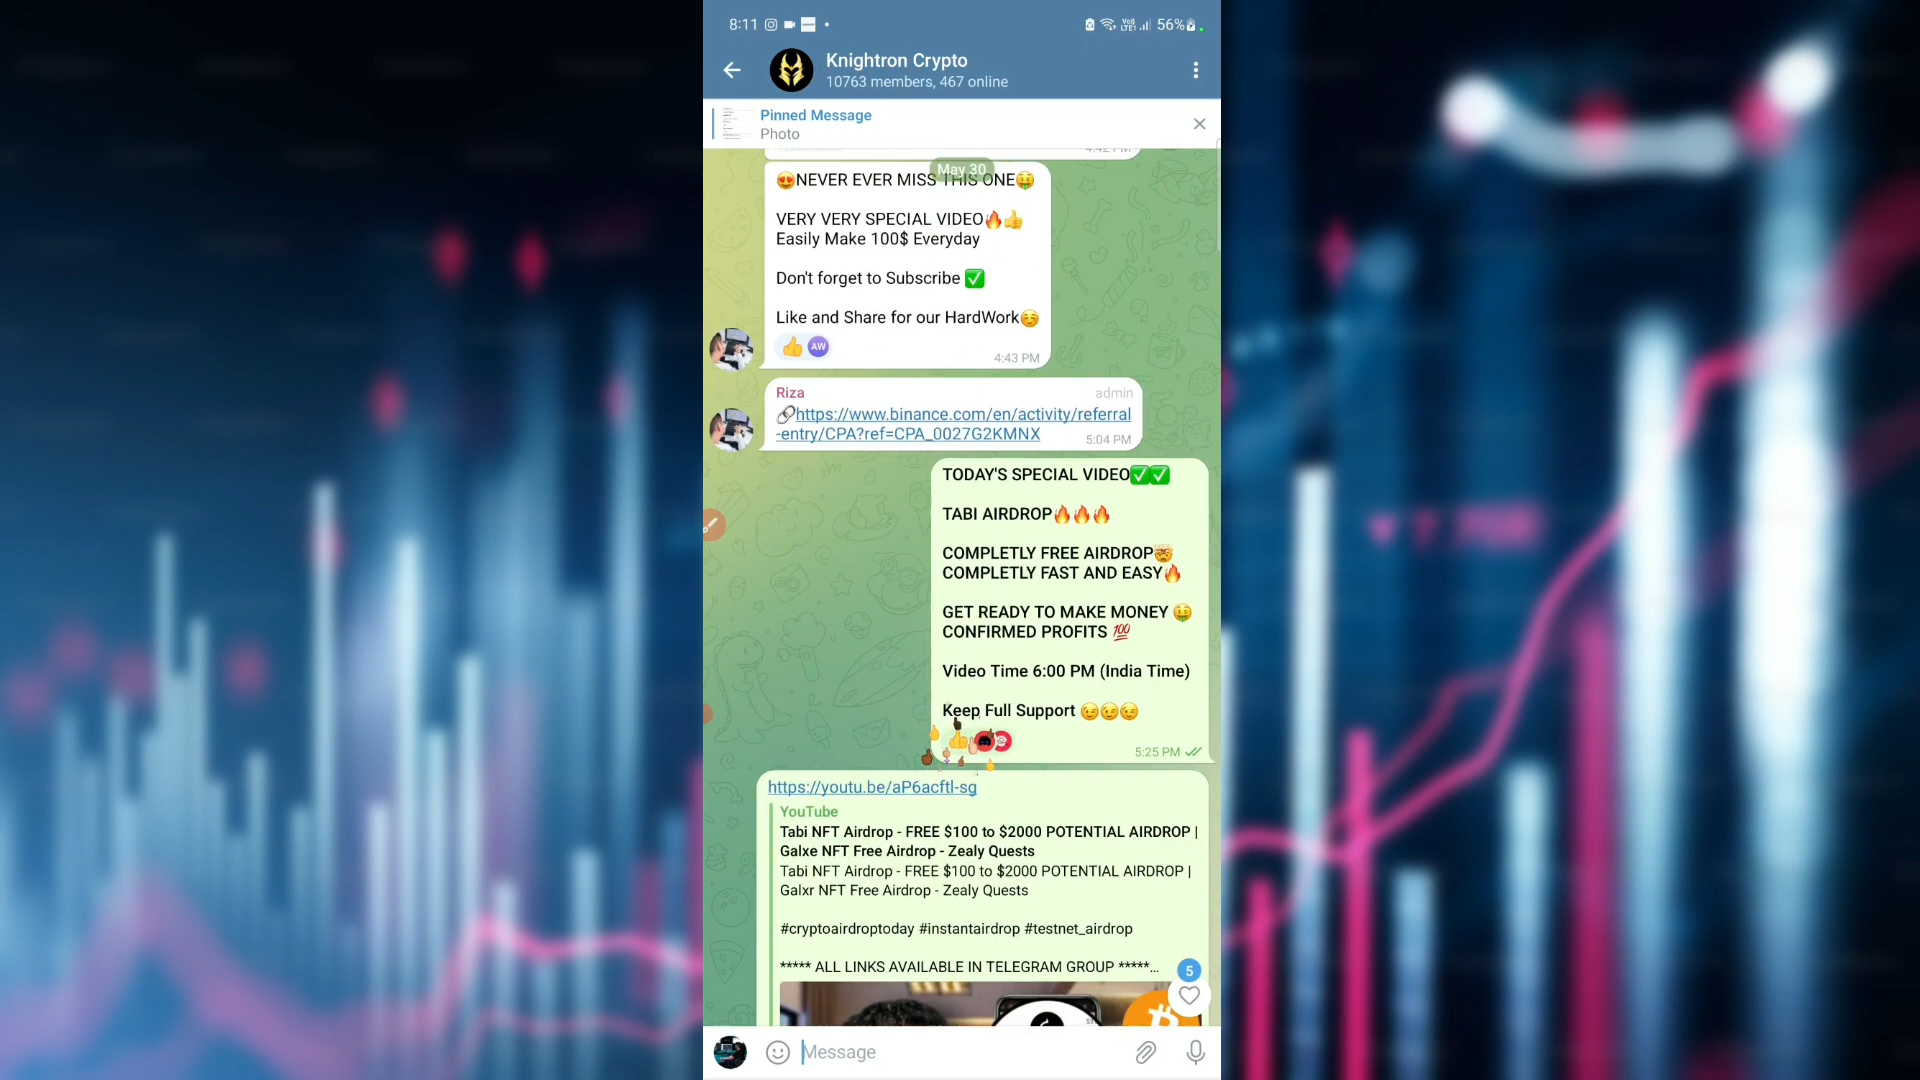 8:11
VoB
LTE1
56%
Knightron Crypto
10763 members, 467 online
Pinned Message
Photo
4:42 PM
May 30
😍NEVER EVER MISS THIS ONE🤑
VERY VERY SPECIAL VIDEO🔥👍
Easily Make 100$ Everyday
Don't forget to Subscribe ✅
Like and Share for our HardWork☺️
👍 AW
4:43 PM
Riza
admin
🔗https://www.binance.com/en/activity/referral
-entry/CPA?ref=CPA_0027G2KMNX
5:04 PM
TODAY'S SPECIAL VIDEO✅✅
TABI AIRDROP🔥🔥🔥
COMPLETLY FREE AIRDROP🤯
COMPLETLY FAST AND EASY🔥
GET READY TO MAKE MONEY 🤑
CONFIRMED PROFITS 💯
Video Time 6:00 PM (India Time)
Keep Full Support 😉😉😉
5:25 PM
https://youtu.be/aP6acftl-sg
YouTube
Tabi NFT Airdrop - FREE $100 to $2000 POTENTIAL AIRDROP |
Galxe NFT Free Airdrop - Zealy Quests
Tabi NFT Airdrop - FREE $100 to $2000 POTENTIAL AIRDROP |
Galxr NFT Free Airdrop - Zealy Quests
#cryptoairdroptoday #instantairdrop #testnet_airdrop
***** ALL LINKS AVAILABLE IN TELEGRAM GROUP *****...
5
Message